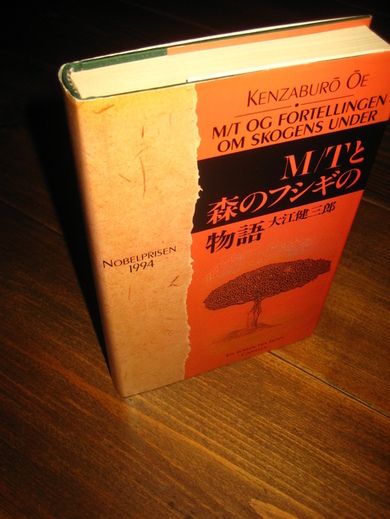 KENZABURŌ ŌE
M/T OG FORTELLINGEN
OM SKOGENS UNDER
M/Tと
森のフシギの
物語 大江健三郎
NOBELPRISEN
1994